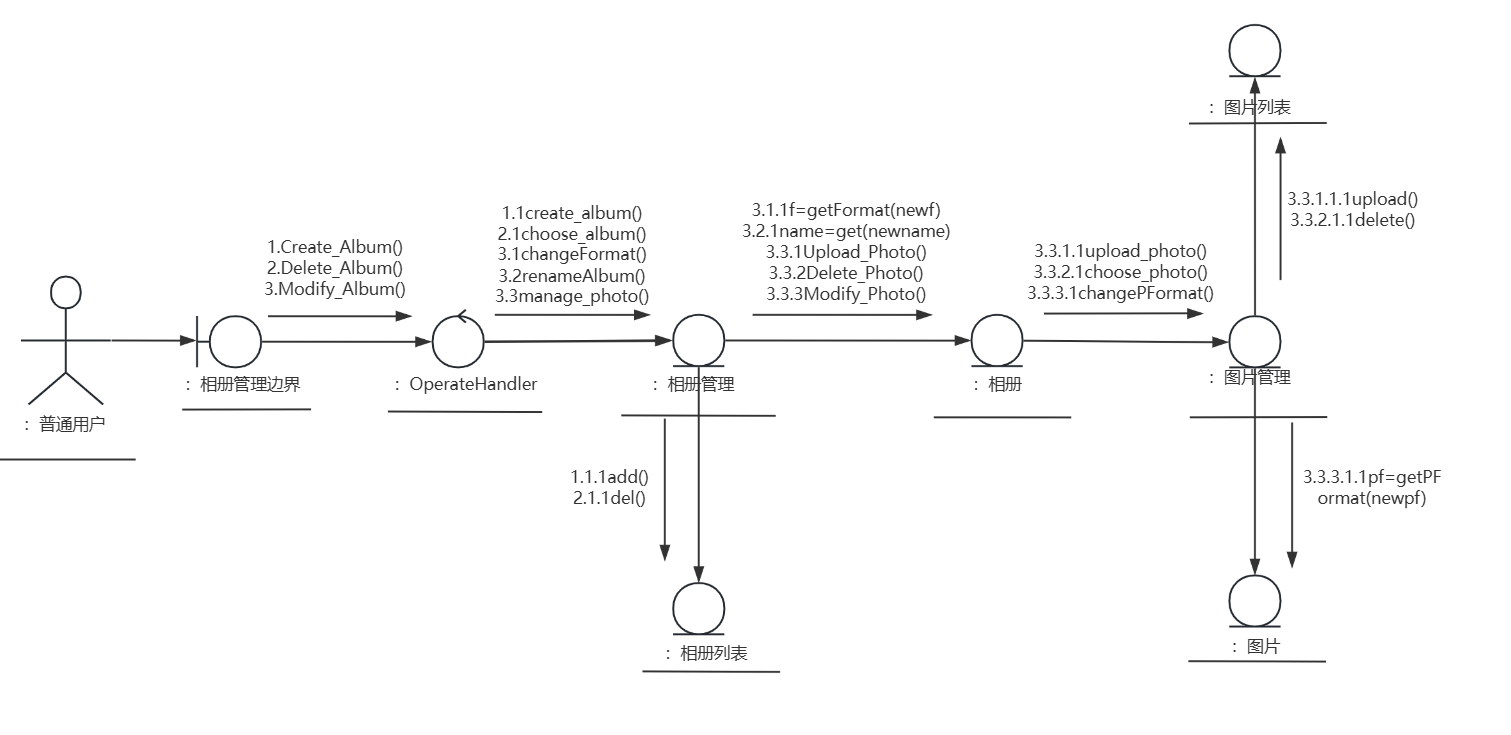 ： 图片列表
3.3.1.1.1upload()
3.3.2.1.1delete()
1.Create_Album()
2.Delete_Album()
3.Modify_Album()
1.1create_album()
2.1choose_album()
3.1changeFormat()
3.2renameAlbum()
3.3manage_photo()
3.1.1f=getFormat(newf)
3.2.1name=get(newname)
3.3.1Upload_Photo()
3.3.2Delete_Photo()
3.3.3Modify_Photo()
3.3.1.1upload_photo()
3.3.2.1choose_photo()
3.3.3.1changePFormat()
： 普通用户
： 相册管理边界
： OperateHandler
： 相册管理
： 相册
： 图片管理
1.1.1add()
2.1.1del()
3.3.3.1.1pf=getPF
ormat(newpf)
： 相册列表
： 图片